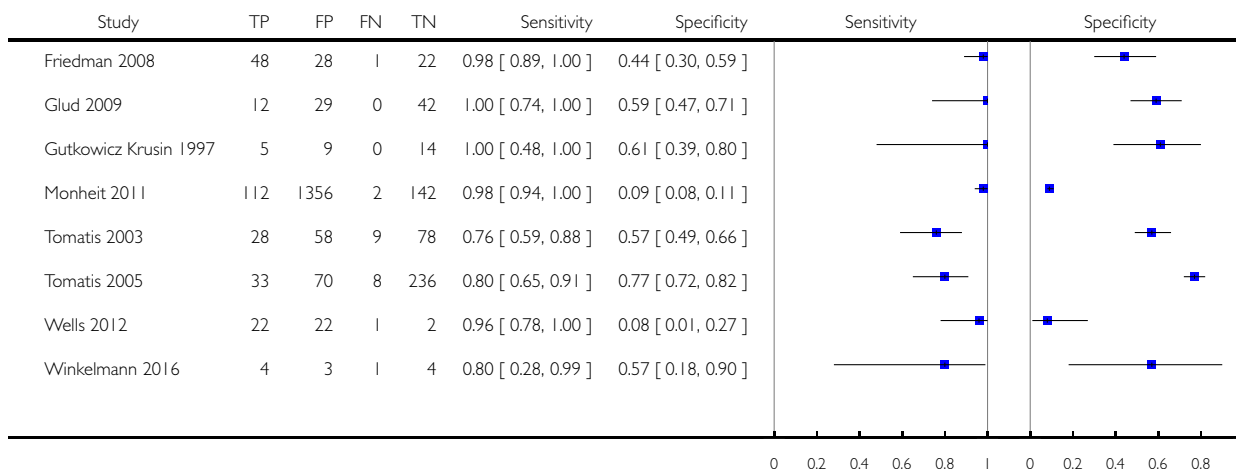 Study TP FP FN TN Sensitivity Specificity Sensitivity Specificity
Friedman 2008 48 28 1 22 0.98 [ 0.89, 1.00 ] 0.44 [ 0.30, 0.59 ]
Glud 2009 12 29 0 42 1.00 [ 0.74, 1.00 ] 0.59 [ 0.47, 0.71 ]
Gutkowicz Krusin 1997 5 9 0 14 1.00 [ 0.48, 1.00 ] 0.61 [ 0.39, 0.80 ]
Monheit 2011 112 1356 2 142 0.98 [ 0.94, 1.00 ] 0.09 [ 0.08, 0.11 ]
Tomatis 2003 28 58 9 78 0.76 [ 0.59, 0.88 ] 0.57 [ 0.49, 0.66 ]
Tomatis 2005 33 70 8 236 0.80 [ 0.65, 0.91 ] 0.77 [ 0.72, 0.82 ]
Wells 2012 22 22 1 2 0.96 [ 0.78, 1.00 ] 0.08 [ 0.01, 0.27 ]
Winkelmann 2016 4 3 1 4 0.80 [ 0.28, 0.99 ] 0.57 [ 0.18, 0.90 ]
0 0.2 0.4 0.6 0.8 1 0 0.2 0.4 0.6 0.8